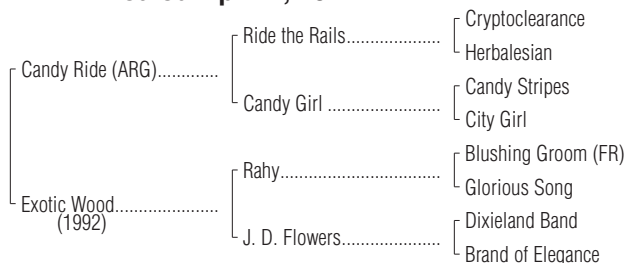 Cryptoclearance
Ride the Rails....................
Herbalesian
Candy Ride (ARG).............
Candy Stripes
Candy Girl ........................
City Girl
Blushing Groom (FR)
Rahy..................................
Glorious Song
Exotic Wood......................
(1992)
Dixieland Band
J. D. Flowers.....................
Brand of Elegance